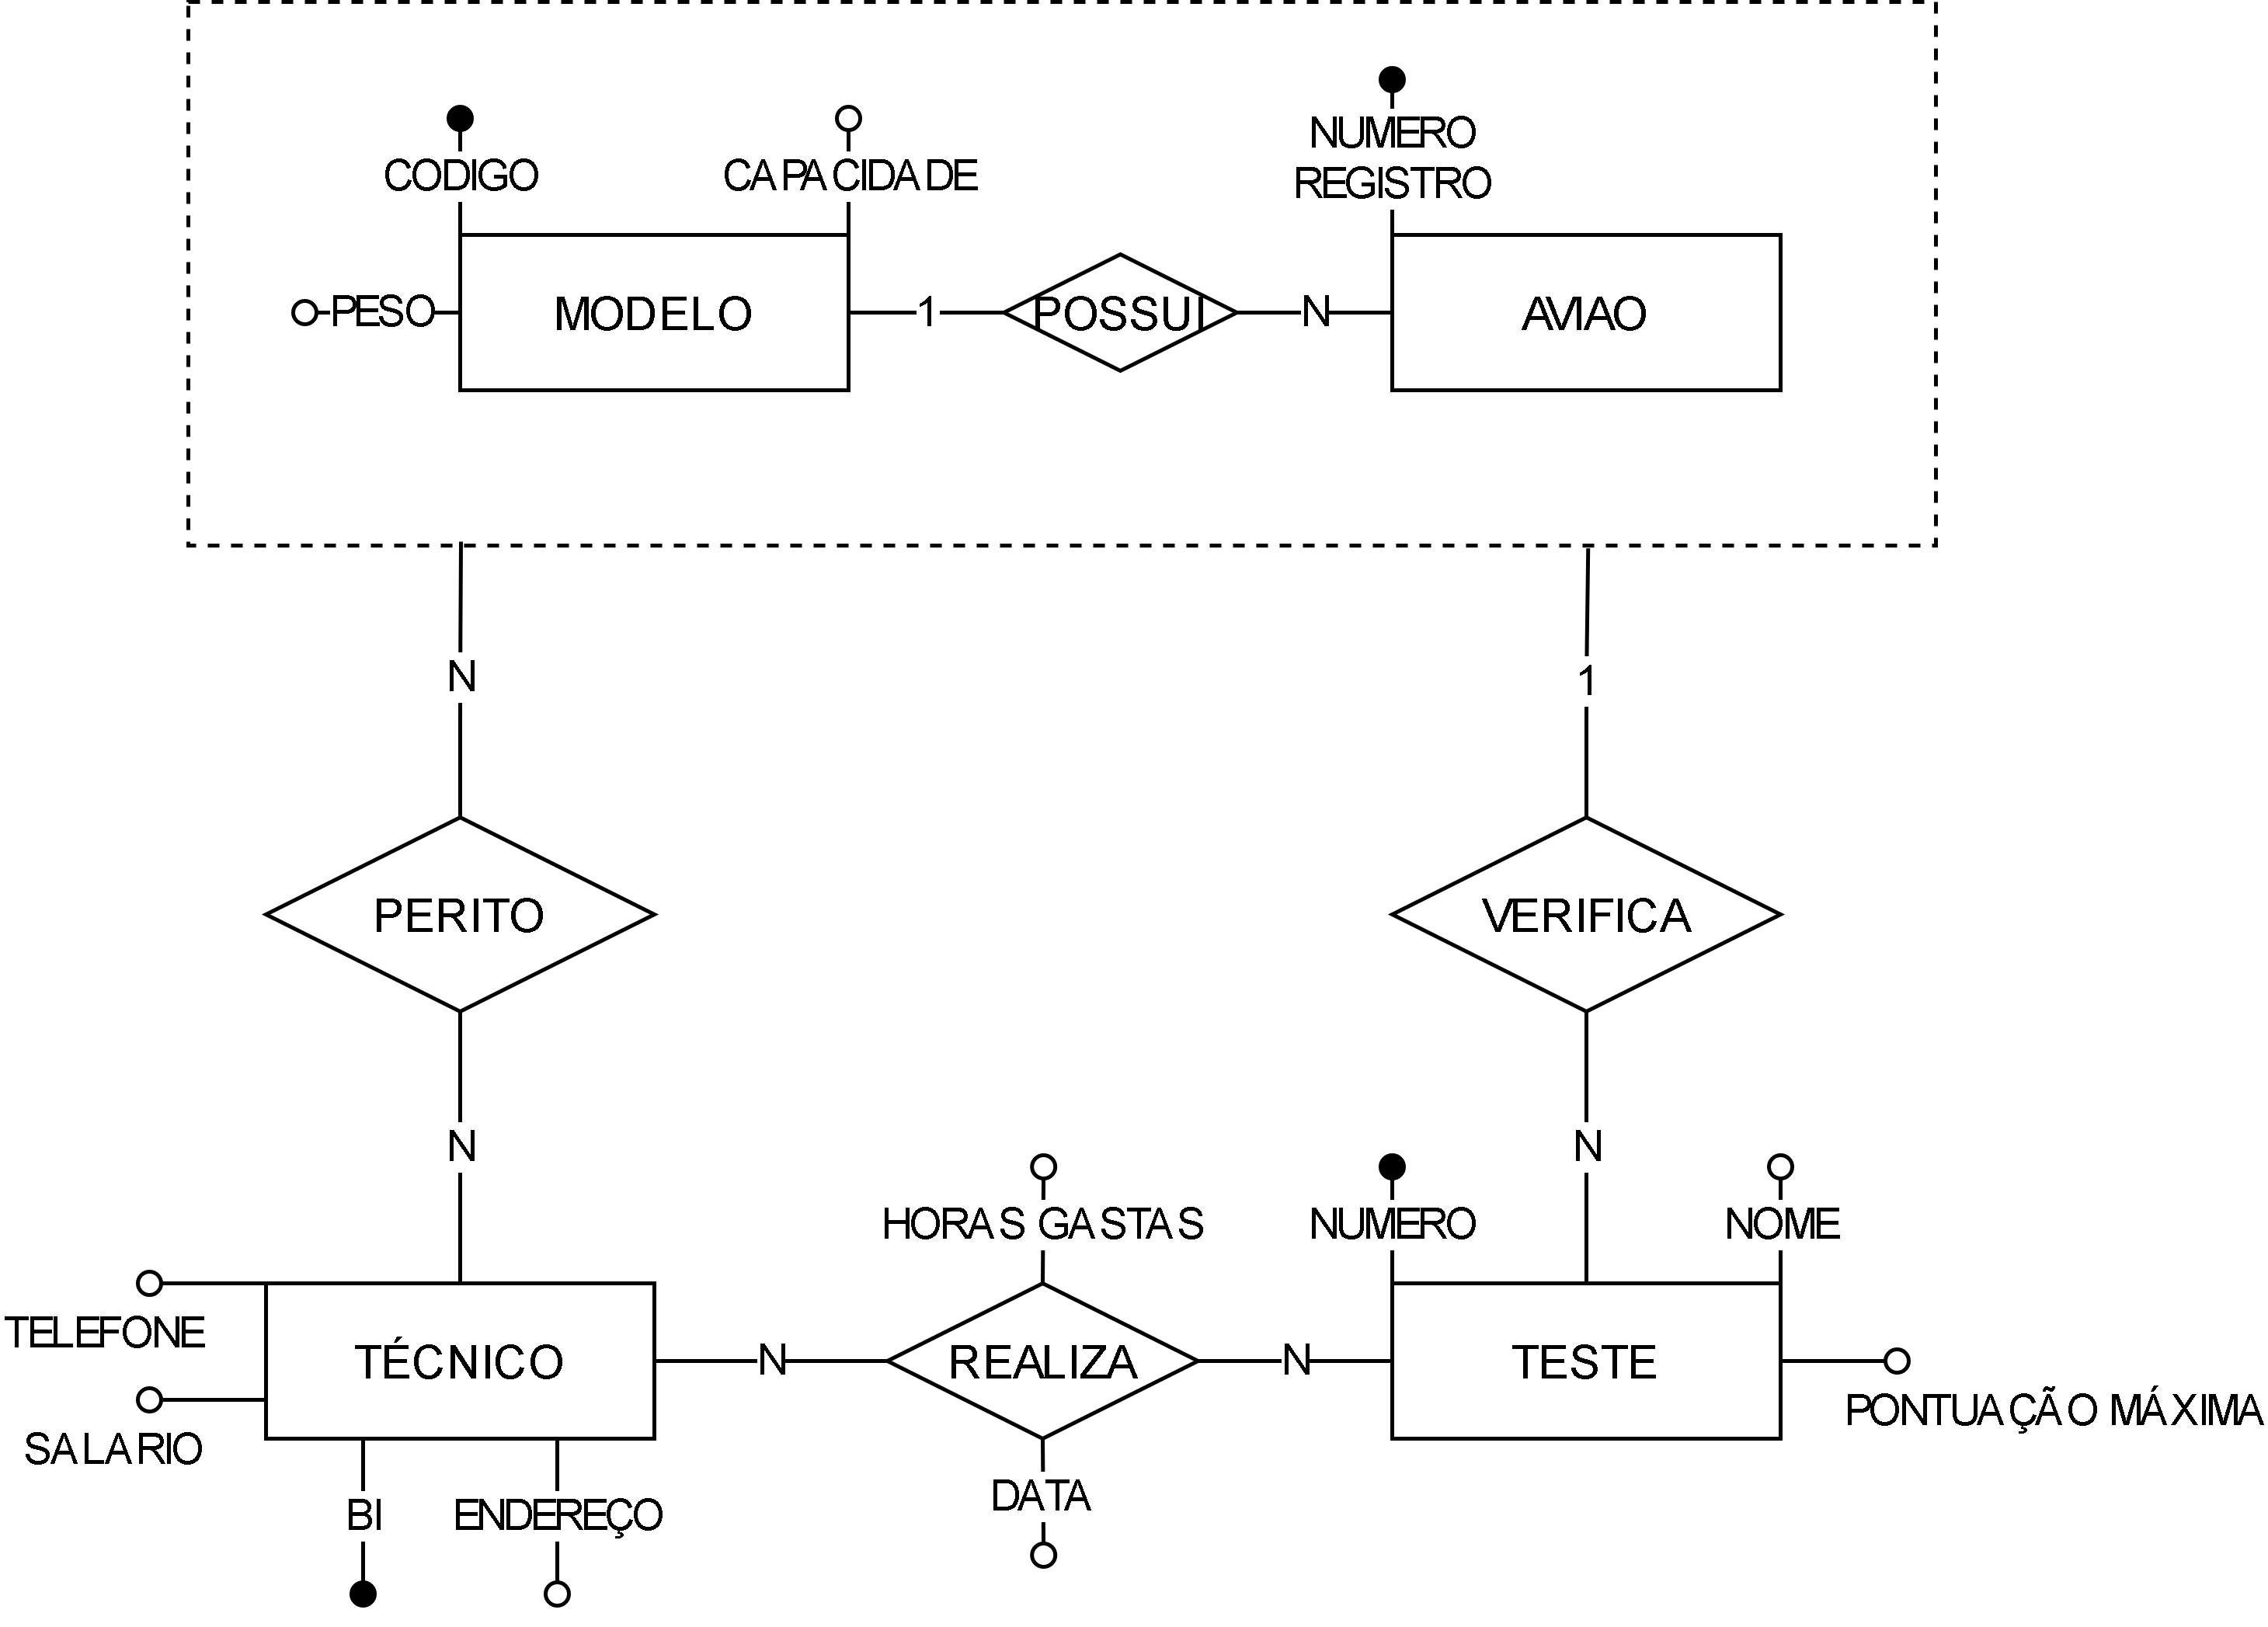 NUMERO
REGISTRO
CODIGO
CAPACIDADE
PESO
MODELO
1
POSSUI
N
AVIAO
N
1
PERITO
VERIFICA
N
N
HORAS GASTAS
NUMERO
NOME
TELEFONE
TÉCNICO
N
REALIZA
N
TESTE
PONTUAÇÃO MÁXIMA
SALARIO
DATA
BI
ENDEREÇO